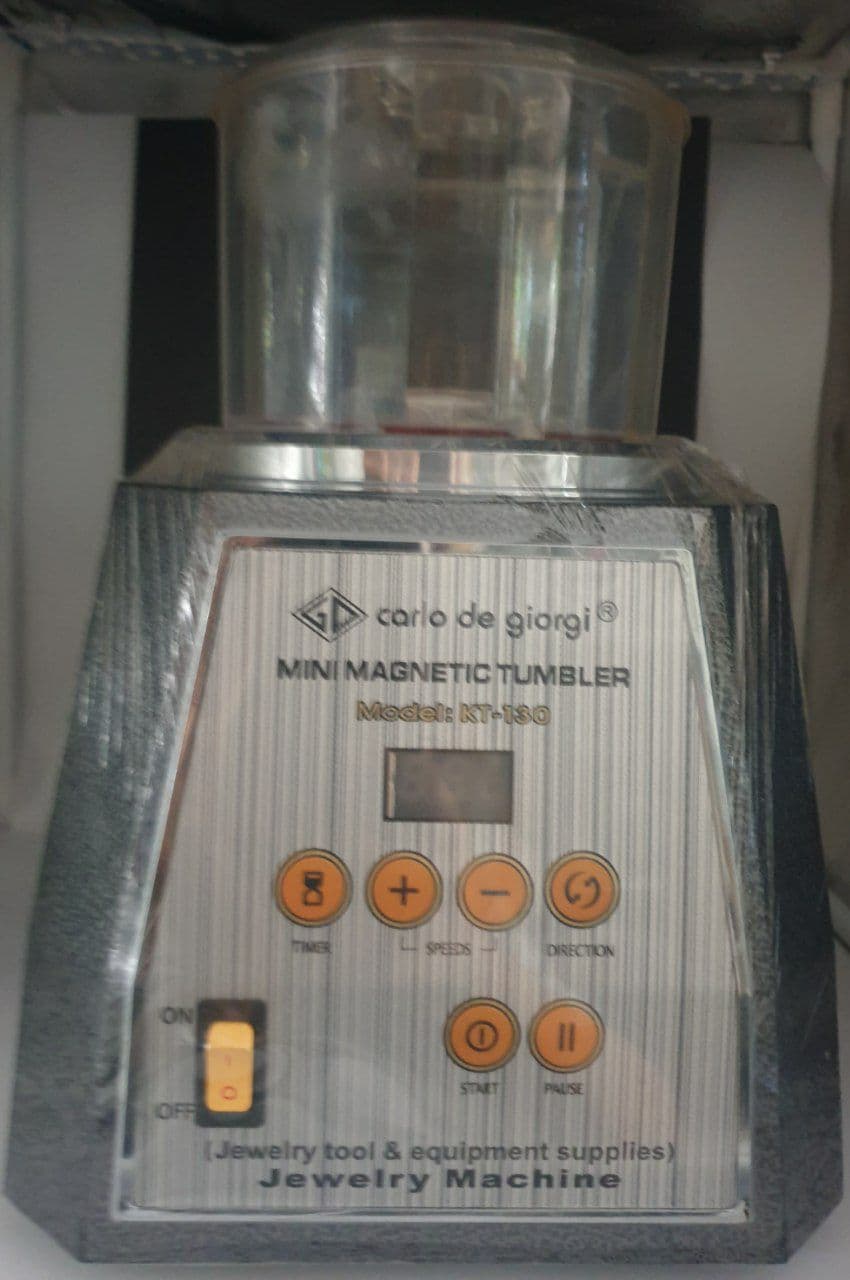 GD carlo de giorgi®
MINI MAGNETIC TUMBLER
Model: KT-130
TIMER
SPEEDS
DIRECTION
ON
OFF
START
PAUSE
(Jewelry tool & equipment supplies)
Jewelry Machine